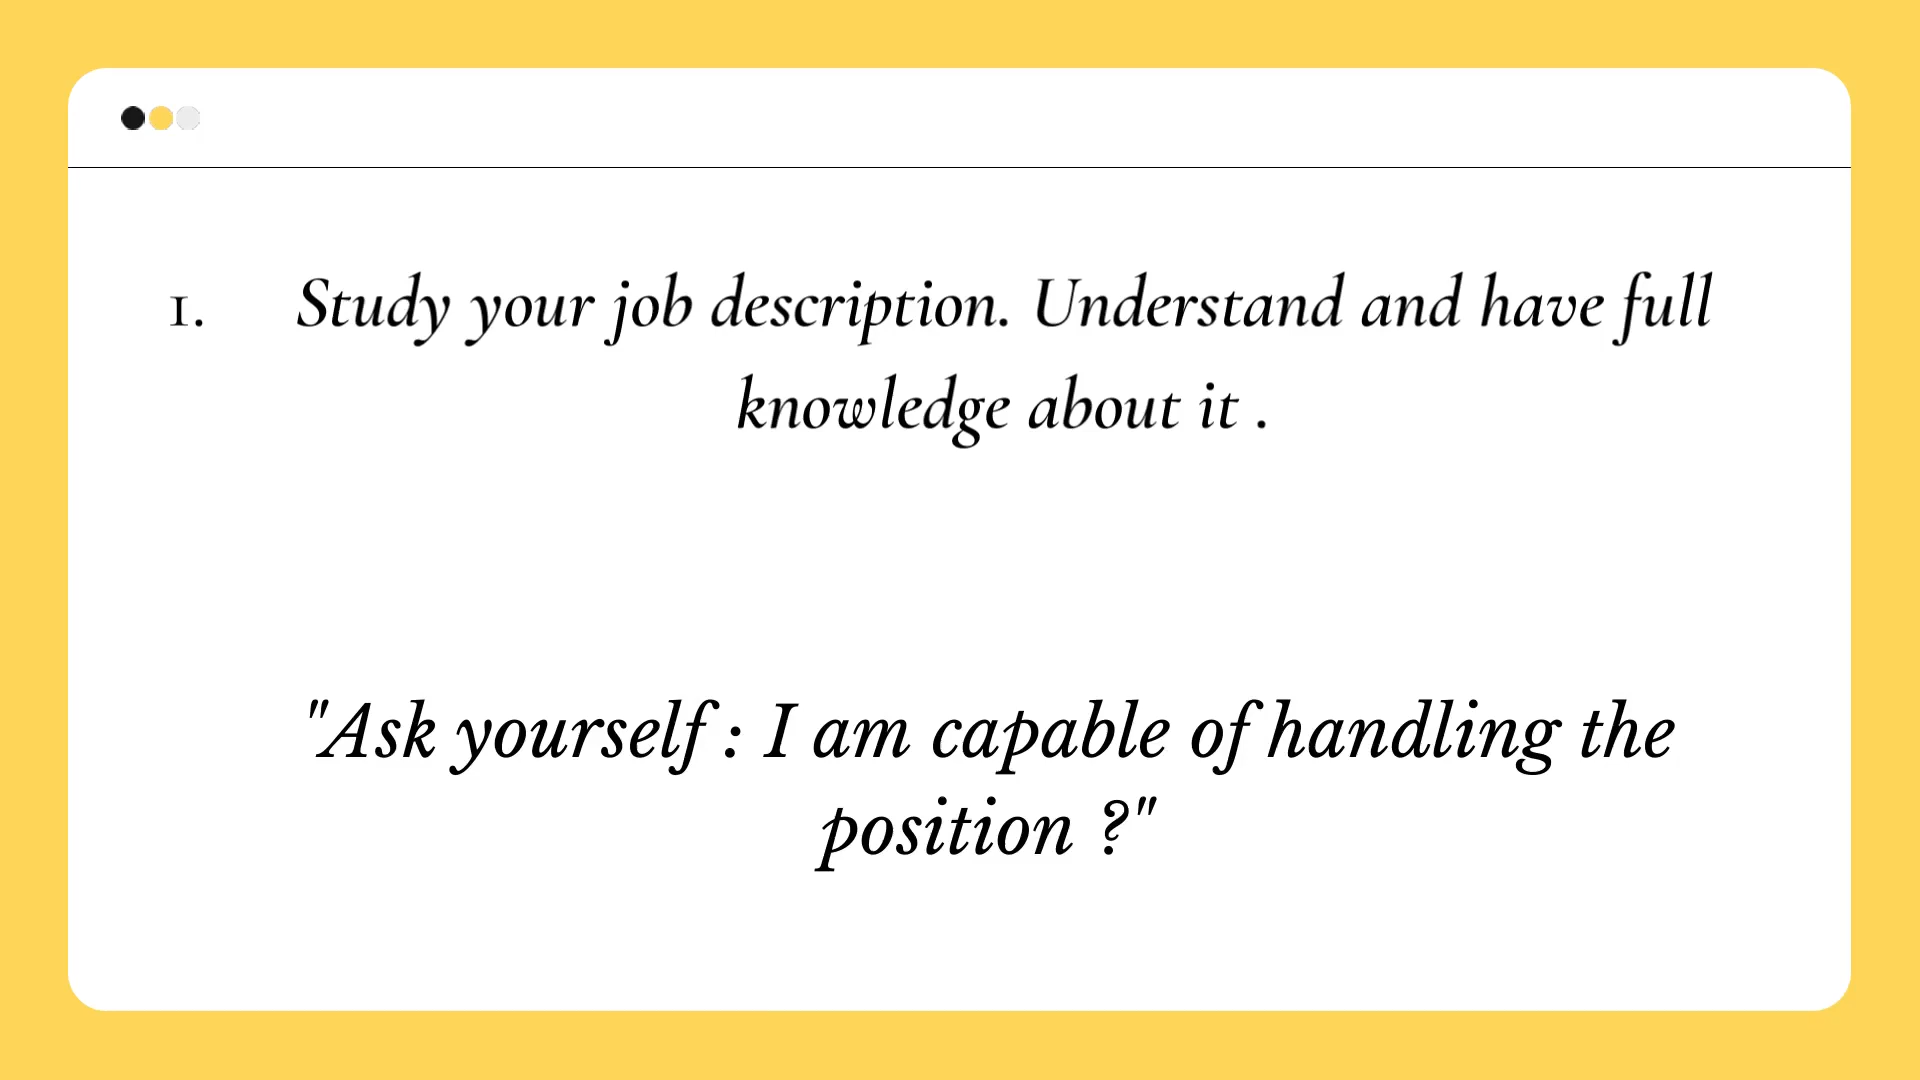 1. Study your job description. Understand and have full
knowledge about it .
"Ask yourself : I am capable of handling the
position ?"